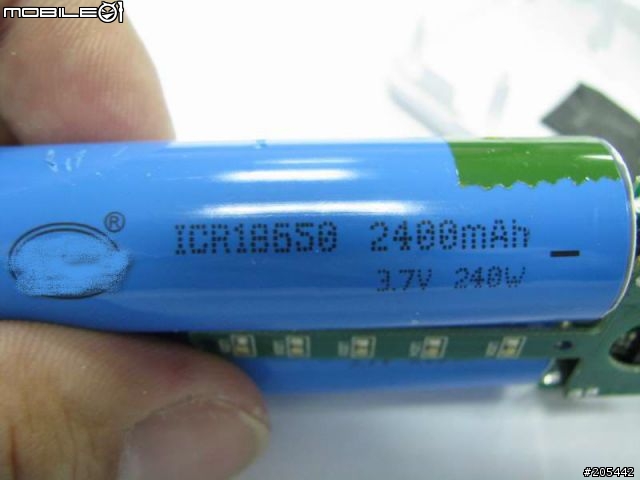 MOBILE01
®
ICR18650 2400mAh
3.7V 240W
#205442